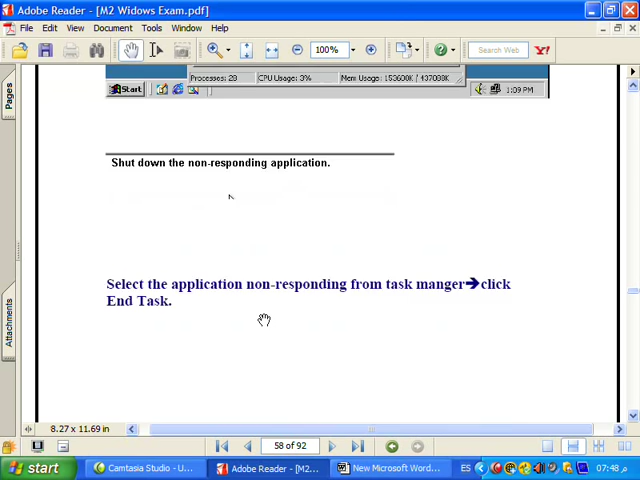 Adobe Reader - [M2 Widows Exam.pdf]
File Edit View Document Tools Window Help
100%
Search Web
Y!
Processes: 28 CPU Usage: 3% Mem Usage: 153600K / 437088K
Start 1:09 PM
Shut down the non-responding application.
Select the application non-responding from task manger➔click
End Task.
Pages
Attachments
8.27 x 11.69 in
58 of 92
start Camtasia Studio - U... Adobe Reader - [M2... New Microsoft Word... ES 07:48 م